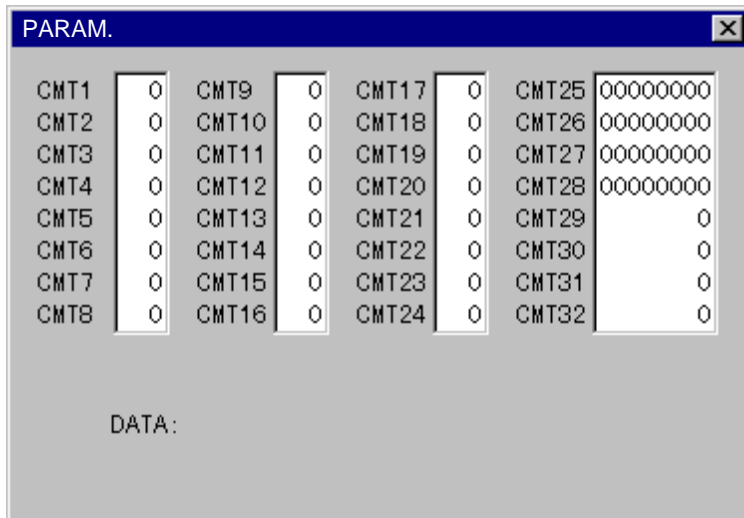 PARAM.
CMT1 0 CMT9 0 CMT17 0 CMT25 00000000
CMT2 0 CMT10 0 CMT18 0 CMT26 00000000
CMT3 0 CMT11 0 CMT19 0 CMT27 00000000
CMT4 0 CMT12 0 CMT20 0 CMT28 00000000
CMT5 0 CMT13 0 CMT21 0 CMT29 0
CMT6 0 CMT14 0 CMT22 0 CMT30 0
CMT7 0 CMT15 0 CMT23 0 CMT31 0
CMT8 0 CMT16 0 CMT24 0 CMT32 0
DATA: